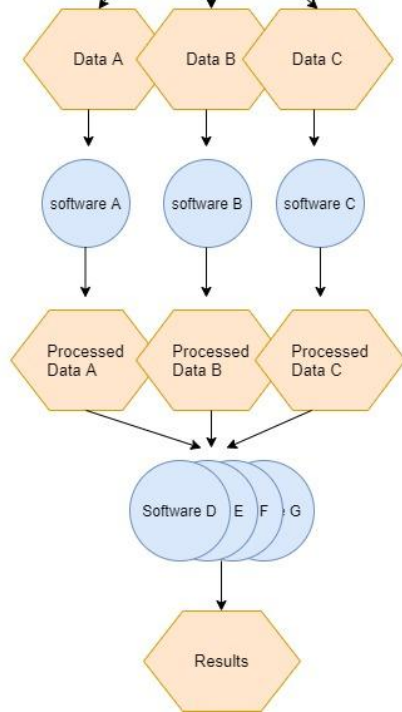 Data A
Data B
Data C
software A
software B
software C
Processed
Data A
Processed
Data B
Processed
Data C
Software D
E
F
e G
Results